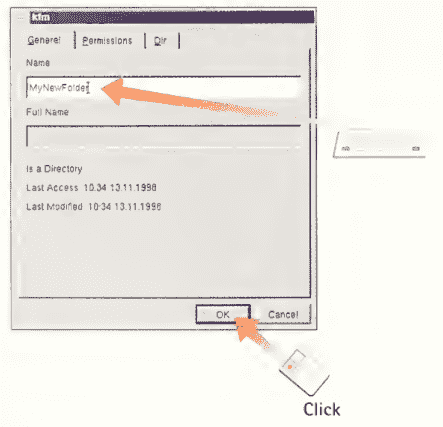 kfm
General Permissions Dir
Name
MyNewFolder
Full Name
Is a Directory
Last Access 10:34 13.11.1998
Last Modified 10:34 13.11.1998
OK Cancel
Click